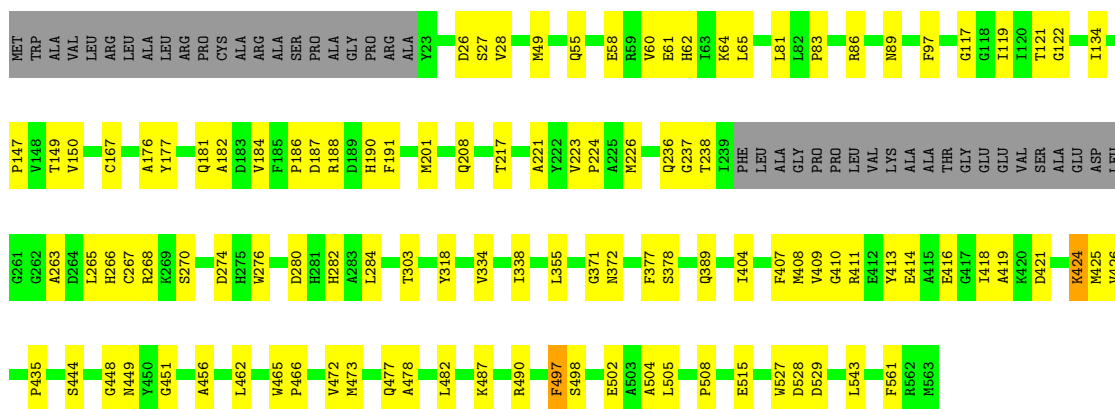 MET TRP ALA VAL LEU ARG LEU ALA LEU ARG PRO CYS ALA ARG ALA SER PRO ALA GLY PRO ARG ALA Y23 D26 S27 V28 M49 Q55 E58 R59 V60 E61 H62 I63 K64 L65 L81 L82 P83 R86 N89 F97 G117 G118 I119 I120 T121 G122 I134
P147 V148 T149 V150 C167 A176 Y177 Q181 A182 D183 V184 F185 P186 D187 R188 D189 H190 F191 M201 Q208 T217 A221 Y222 V223 P224 A225 M226 Q236 G237 T238 I239 PHE LEU ALA GLY PRO PRO LEU VAL LYS ALA ALA THR GLY GLU GLU VAL SER ALA GLU ASP LEU
G261 G262 A263 D264 L265 H266 C267 R268 K269 S270 D274 H275 W276 D280 H281 H282 A283 L284 T303 Y318 V334 I338 L355 G371 N372 F377 S378 Q389 I404 F407 M408 V409 G410 R411 E412 Y413 E414 A415 E416 G417 I418 A419 K420 D421 K424 M425 V426
P435 S444 G448 N449 Y450 G451 A456 L462 W465 P466 V472 M473 Q477 A478 L482 K487 R490 F497 S498 E502 A503 A504 L505 P508 E515 W527 D528 D529 L543 F561 R562 M563